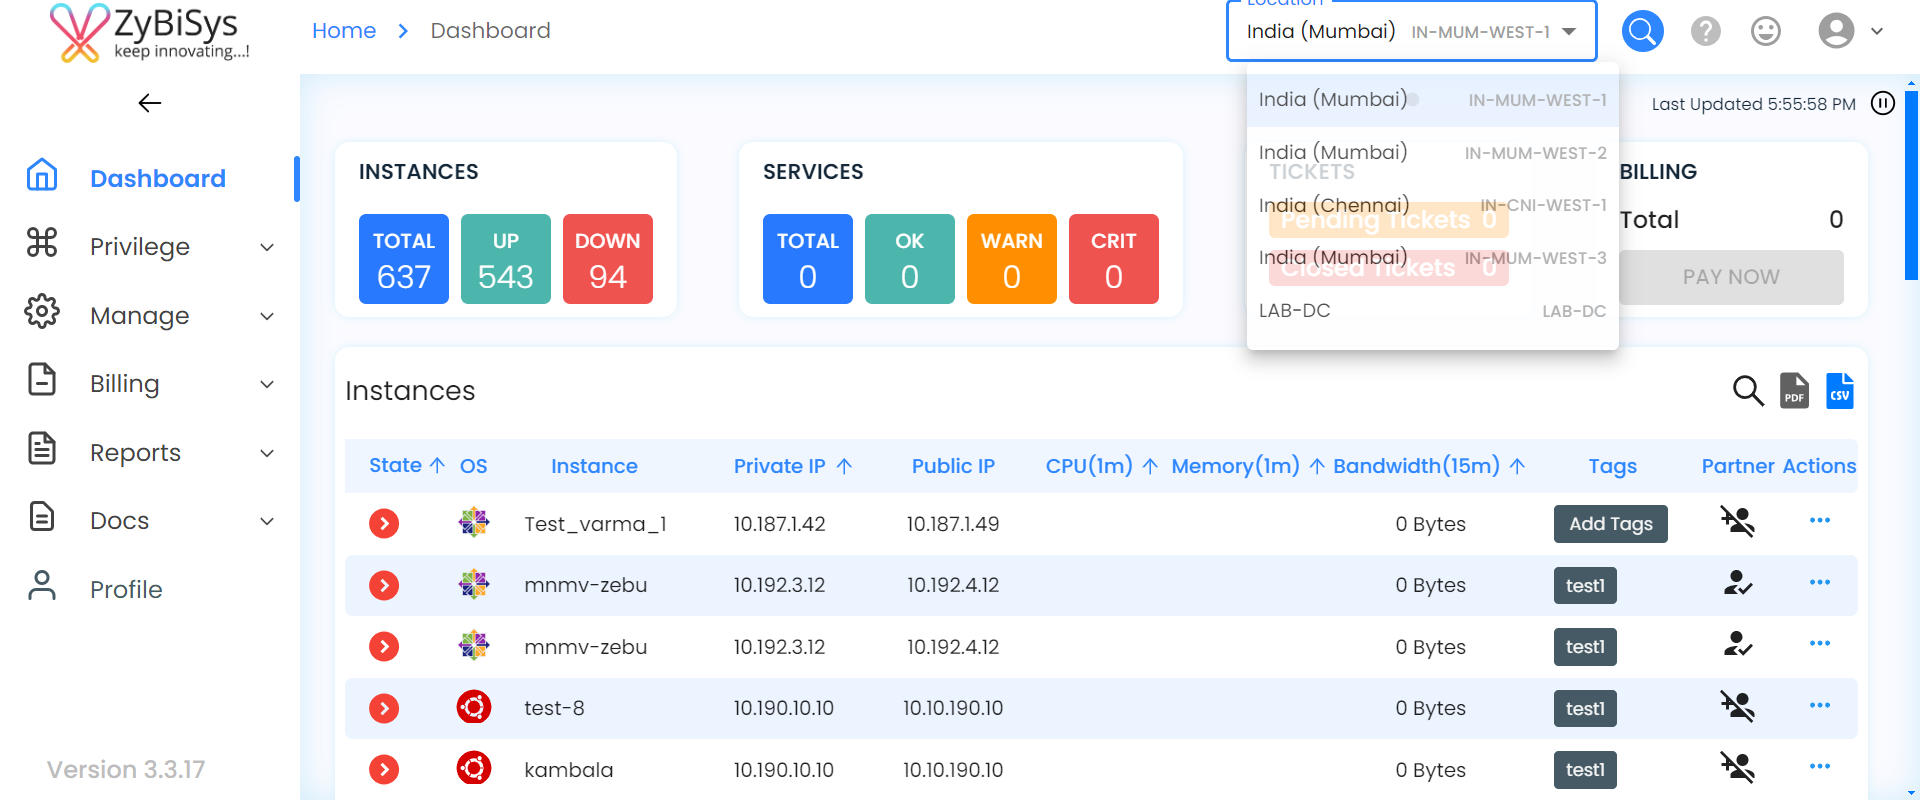 ZyBiSys
keep innovating...!
Home > Dashboard
Location
India (Mumbai) IN-MUM-WEST-1
India (Mumbai) IN-MUM-WEST-1
India (Mumbai) IN-MUM-WEST-2
India (Chennai) IN-CNI-WEST-1
India (Mumbai) IN-MUM-WEST-3
LAB-DC LAB-DC
Last Updated 5:55:58 PM
Dashboard
Privilege
Manage
Billing
Reports
Docs
Profile
Version 3.3.17
INSTANCES
TOTAL UP DOWN
637 543 94
SERVICES
TOTAL OK WARN CRIT
0 0 0 0
TICKETS
Pending Tickets 0
Closed Tickets 0
BILLING
Total 0
PAY NOW
Instances
PDF CSV
State OS Instance Private IP Public IP CPU(1m) Memory(1m) Bandwidth(15m) Tags Partner Actions
Test_varma_1 10.187.1.42 10.187.1.49 0 Bytes Add Tags
mnmv-zebu 10.192.3.12 10.192.4.12 0 Bytes test1
mnmv-zebu 10.192.3.12 10.192.4.12 0 Bytes test1
test-8 10.190.10.10 10.10.190.10 0 Bytes test1
kambala 10.190.10.10 10.10.190.10 0 Bytes test1